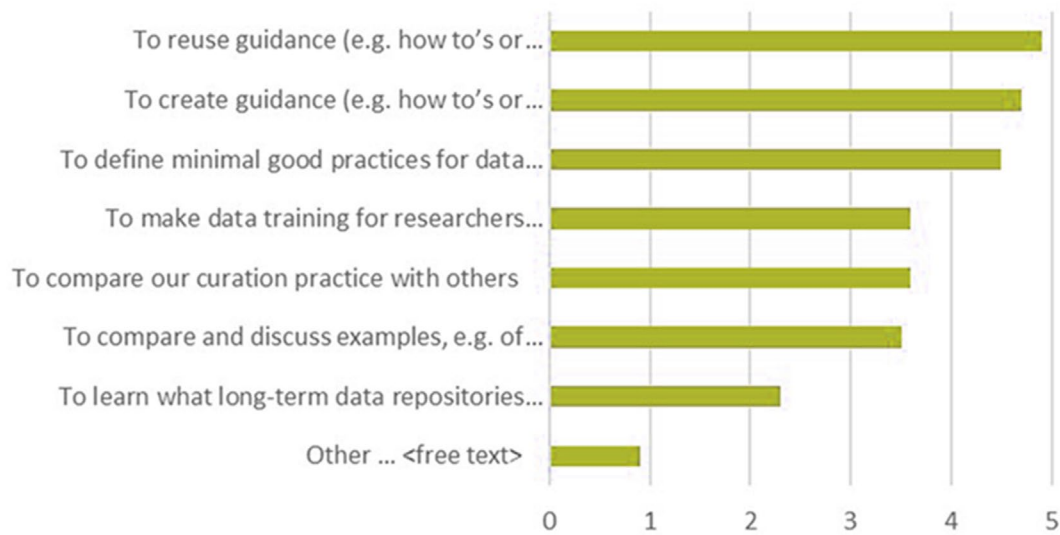 To reuse guidance (e.g. how to’s or...
To create guidance (e.g. how to’s or...
To define minimal good practices for data...
To make data training for researchers...
To compare our curation practice with others
To compare and discuss examples, e.g. of...
To learn what long-term data repositories...
Other ... <free text>
0 1 2 3 4 5